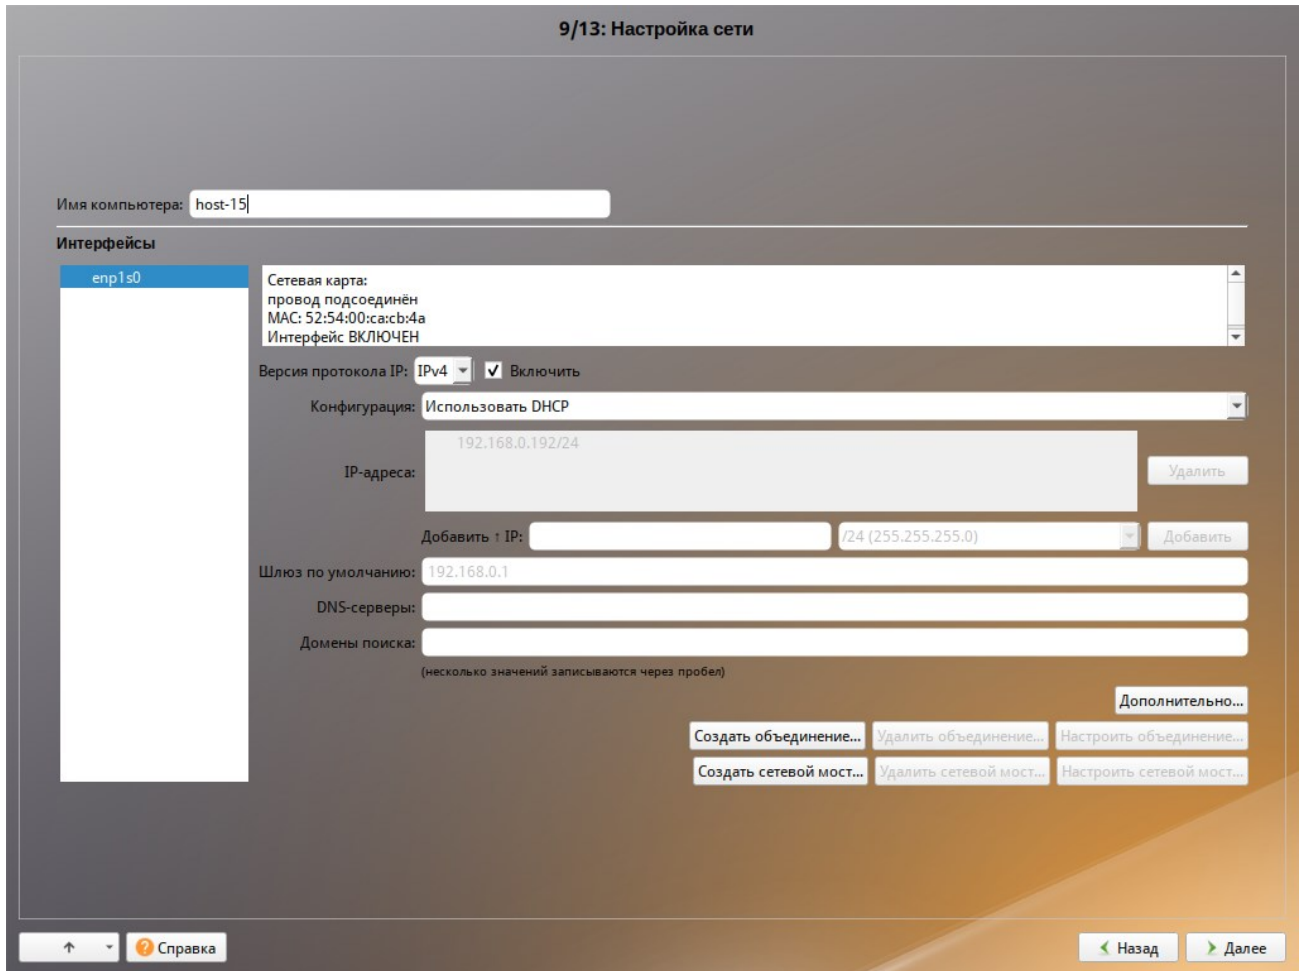 9/13: Настройка сети
Имя компьютера: host-15
Интерфейсы
enp1s0
Сетевая карта:
провод подсоединён
MAC: 52:54:00:ca:cb:4a
Интерфейс ВКЛЮЧЕН
Версия протокола IP: IPv4 Включить
Конфигурация: Использовать DHCP
192.168.0.192/24
IP-адреса: Удалить
Добавить ↑ IP: /24 (255.255.255.0) Добавить
Шлюз по умолчанию: 192.168.0.1
DNS-серверы:
Домены поиска:
(несколько значений записываются через пробел)
Дополнительно...
Создать объединение... Удалить объединение... Настроить объединение...
Создать сетевой мост... Удалить сетевой мост... Настроить сетевой мост...
Справка Назад Далее